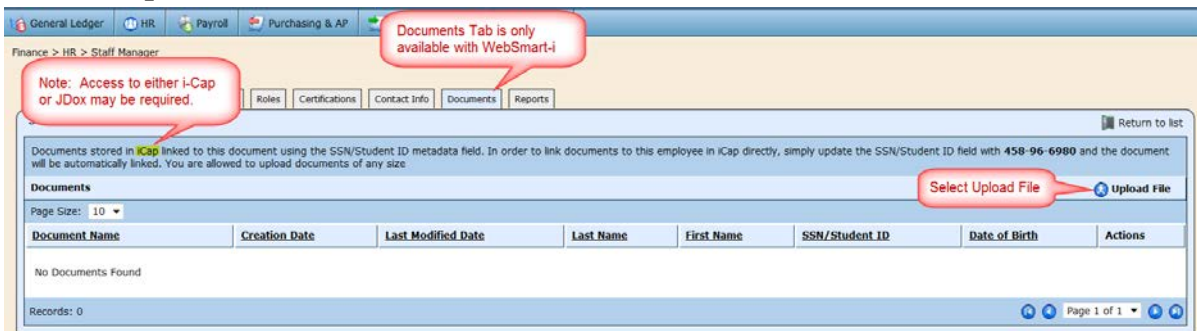 General Ledger HR Payroll Purchasing & AP
Documents Tab is only
available with WebSmart-i
Finance > HR > Staff Manager
Note: Access to either i-Cap
or JDox may be required.
Roles Certifications Contact Info Documents Reports
Return to list
Documents stored in iCap linked to this document using the SSN/Student ID metadata field. In order to link documents to this employee in iCap directly, simply update the SSN/Student ID field with 458-96-6980 and the document
will be automatically linked. You are allowed to upload documents of any size
Documents
Select Upload File
Upload File
Page Size: 10
Document Name Creation Date Last Modified Date Last Name First Name SSN/Student ID Date of Birth Actions
No Documents Found
Records: 0
Page 1 of 1